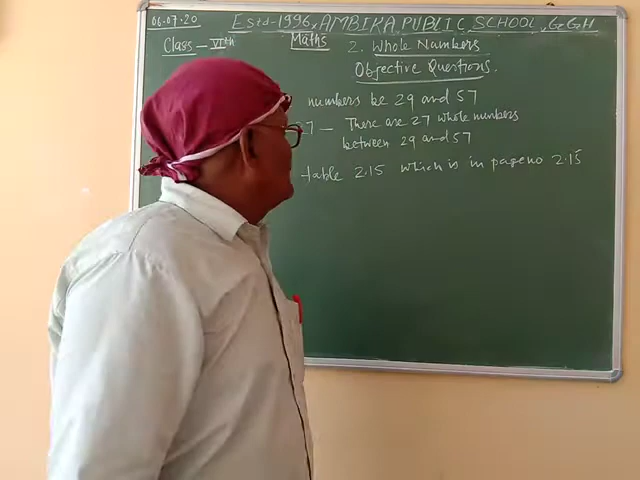 06.07.20 Estd-1996, AMBIKA PUBLIC SCHOOL, G.G.H
Class - VIth Maths 2. Whole Numbers
Objective Questions.
numbers be 29 and 57
27 - There are 27 whole numbers
between 29 and 57
table 2.15 which is in page no 2.15